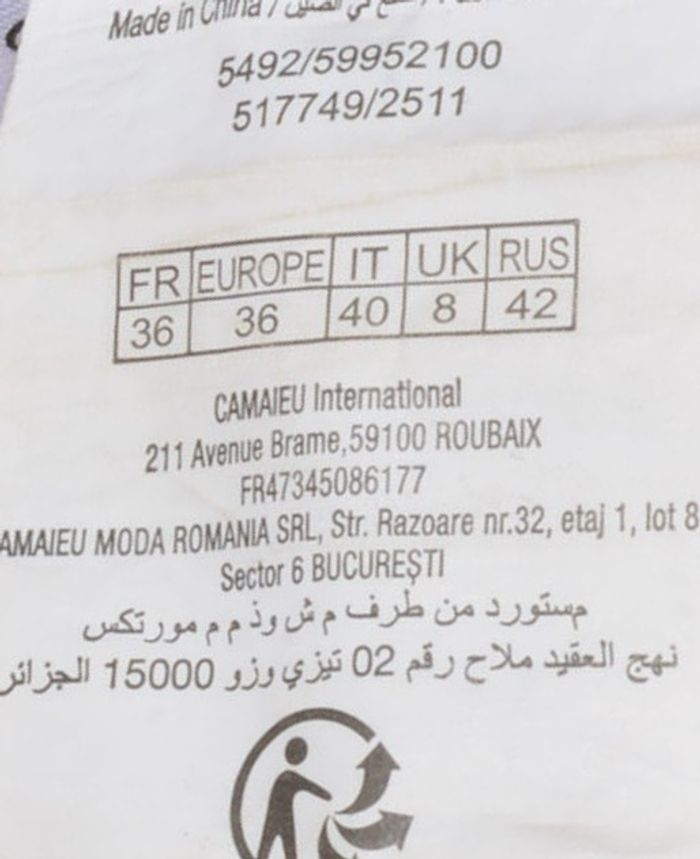 Made in China /
5492/59952100
517749/2511
FR EUROPE IT UK RUS
36 36 40 8 42
CAMAIEU International
211 Avenue Brame,59100 ROUBAIX
FR47345086177
AMAIEU MODA ROMANIA SRL, Str. Razoare nr.32, etaj 1, lot 8
Sector 6 BUCUREŞTI
مستورد من طرف م ش و ذ م م مورتكس
نهج العقيد ملاح رقم 02 تيزي وزو 15000 الجزائر